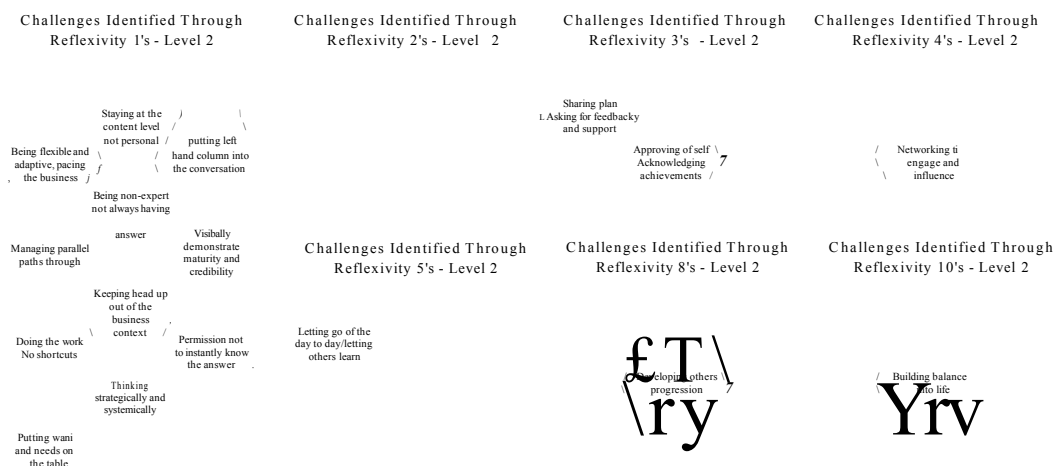 Challenges Identified Through
Reflexivity 1's - Level 2
Staying at the
content level
not personal
putting left
hand column into
the conversation
Being flexible and
adaptive, pacing
the business
Being non-expert
not always having
answer
Managing parallel
paths through
Visibally
demonstrate
maturity and
credibility
Keeping head up
out of the
business
context
Doing the work
No shortcuts
Permission not
to instantly know
the answer
Thinking
strategically and
systemically
Putting wani
and needs on
the table
Challenges Identified Through
Reflexivity 2's - Level 2
Challenges Identified Through
Reflexivity 3's - Level 2
Sharing plan
L Asking for feedbacky
and support
Approving of self
Acknowledging
achievements
Challenges Identified Through
Reflexivity 4's - Level 2
Networking ti
engage and
influence
Challenges Identified Through
Reflexivity 5's - Level 2
Letting go of the
day to day/letting
others learn
Challenges Identified Through
Reflexivity 8's - Level 2
£T\
Developing others
progression 7
\ry
Challenges Identified Through
Reflexivity 10's - Level 2
Building balance
into life
Yrv